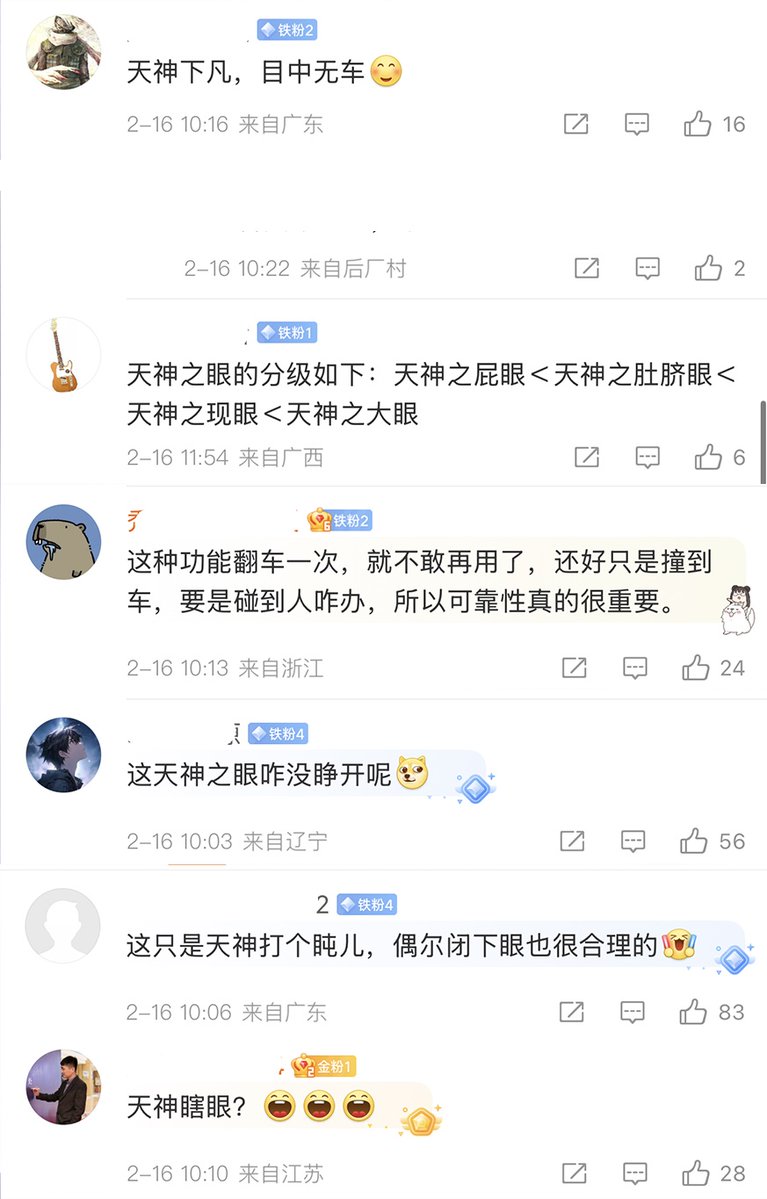 铁粉2
天神下凡，目中无车
2-16 10:16 来自广东
16
2-16 10:22 来自后厂村
2
铁粉1
天神之眼的分级如下：天神之屁眼＜天神之肚脐眼＜
天神之现眼＜天神之大眼
2-16 11:54 来自广西
6
铁粉2
这种功能翻车一次，就不敢再用了，还好只是撞到
车，要是碰到人咋办，所以可靠性真的很重要。
2-16 10:13 来自浙江
24
铁粉4
这天神之眼咋没睁开呢
2-16 10:03 来自辽宁
56
2 铁粉4
这只是天神打个盹儿，偶尔闭下眼也很合理的
2-16 10:06 来自广东
83
金粉1
天神瞎眼？
2-16 10:10 来自江苏
28